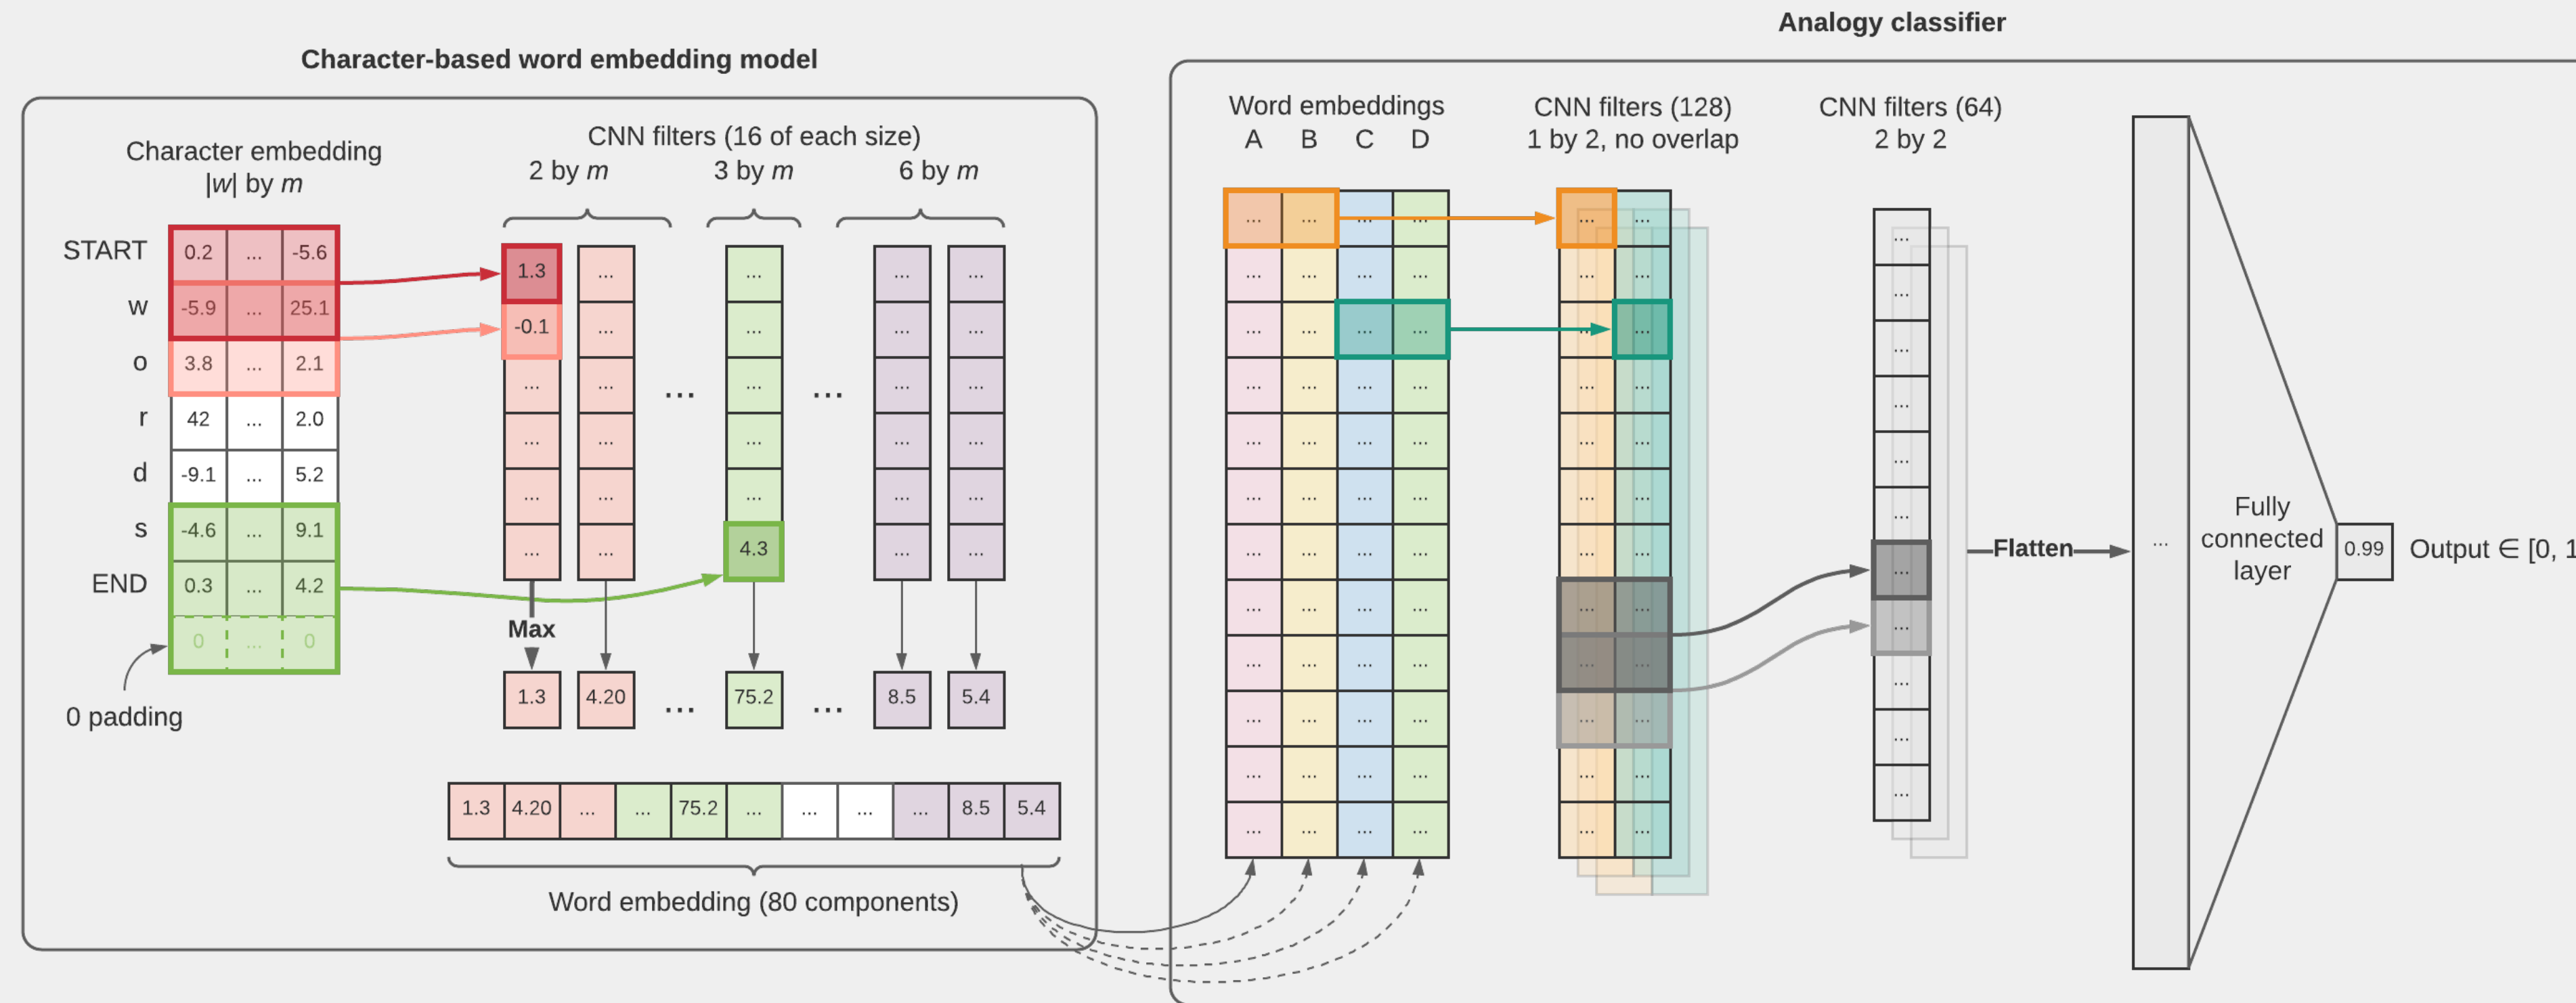 Analogy classifier
Character-based word embedding model
Character embedding
|w| by m
CNN filters (16 of each size)
2 by m
3 by m
6 by m
START
w
o
r
d
s
END
0.2 ... -5.6
-5.9 ... 25.1
3.8 ... 2.1
42 ... 2.0
-9.1 ... 5.2
-4.6 ... 9.1
0.3 ... 4.2
0 ... 0
0 padding
1.3 ... ... ... ...
-0.1 ... ... ... ...
... ... ... ... ... ... ...
... ... ... ... ...
... ... ... ... ...
... ... 4.3 ... ...
Max
1.3 4.20 ... 75.2 ... 8.5 5.4
1.3 4.20 ... ... 75.2 ... ... ... ... 8.5 5.4
Word embedding (80 components)
Word embeddings
A B C D
CNN filters (128)
1 by 2, no overlap
CNN filters (64)
2 by 2
... ... ... ...
... ... ... ...
... ... ... ...
... ... ... ...
... ... ... ...
... ... ... ...
... ... ... ...
... ... ... ...
... ... ... ...
... ... ... ...
... ... ... ...
... ... ... ...
... ...
... ...
... ...
... ...
... ...
... ...
... ...
... ...
... ...
... ...
... ...
... ...
...
...
...
...
...
...
...
...
...
...
...
Flatten
...
Fully
connected
layer
0.99
Output ∈ [0, 1